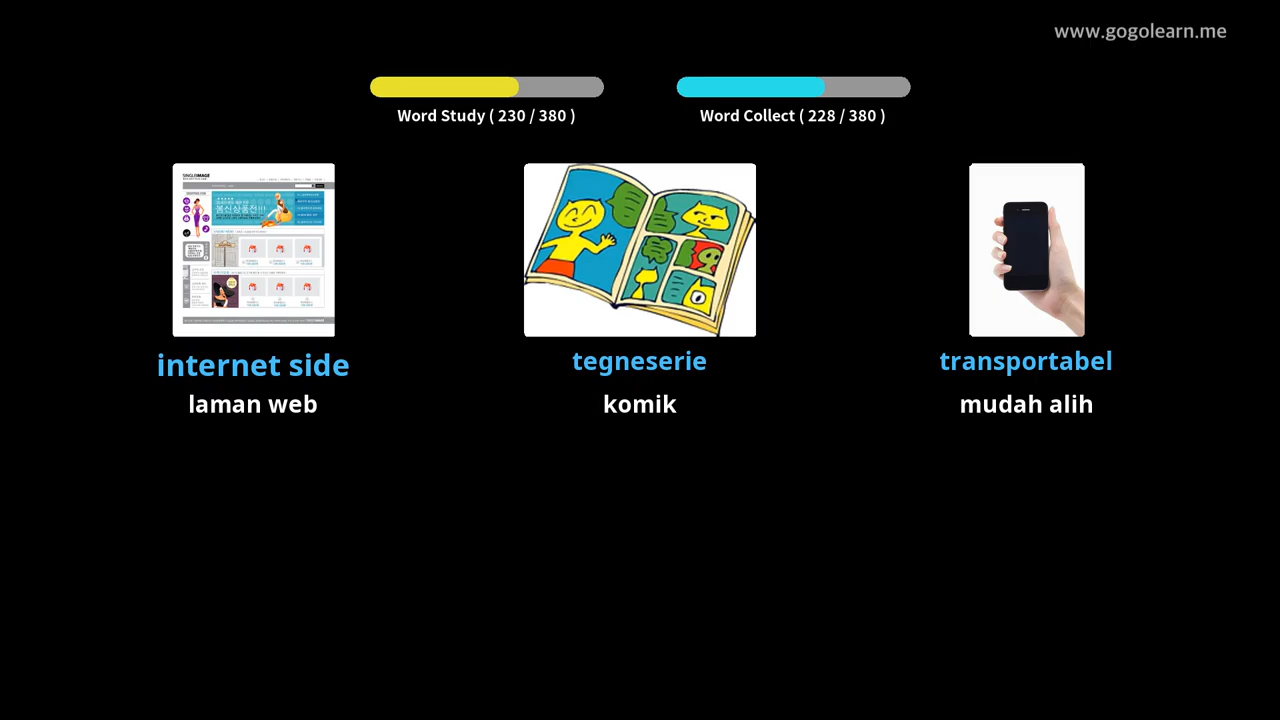 www.gogolearn.me
Word Study ( 230 / 380 )
Word Collect ( 228 / 380 )
internet side
tegneserie
transportabel
laman web
komik
mudah alih